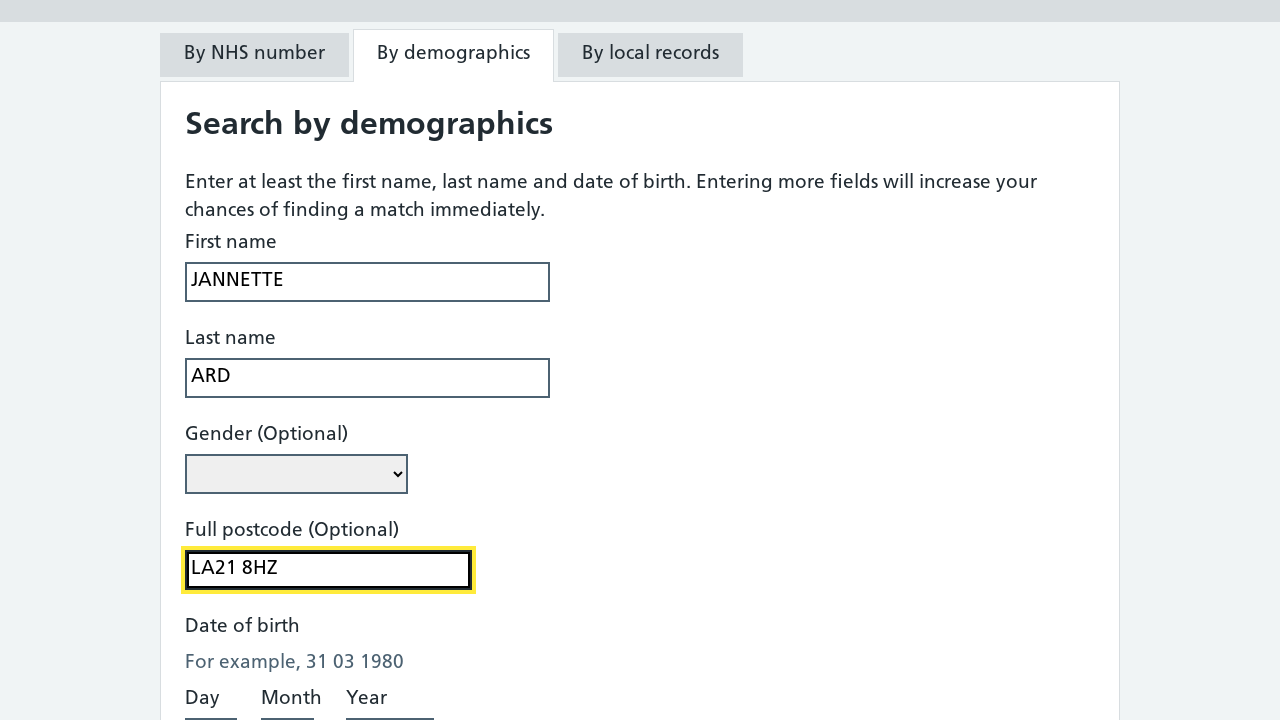 By NHS number
By demographics
By local records
Search by demographics
Enter at least the first name, last name and date of birth. Entering more fields will increase your
chances of finding a match immediately.
First name
JANNETTE
Last name
ARD
Gender (Optional)
Full postcode (Optional)
LA21 8HZ
Date of birth
For example, 31 03 1980
Day
Month
Year